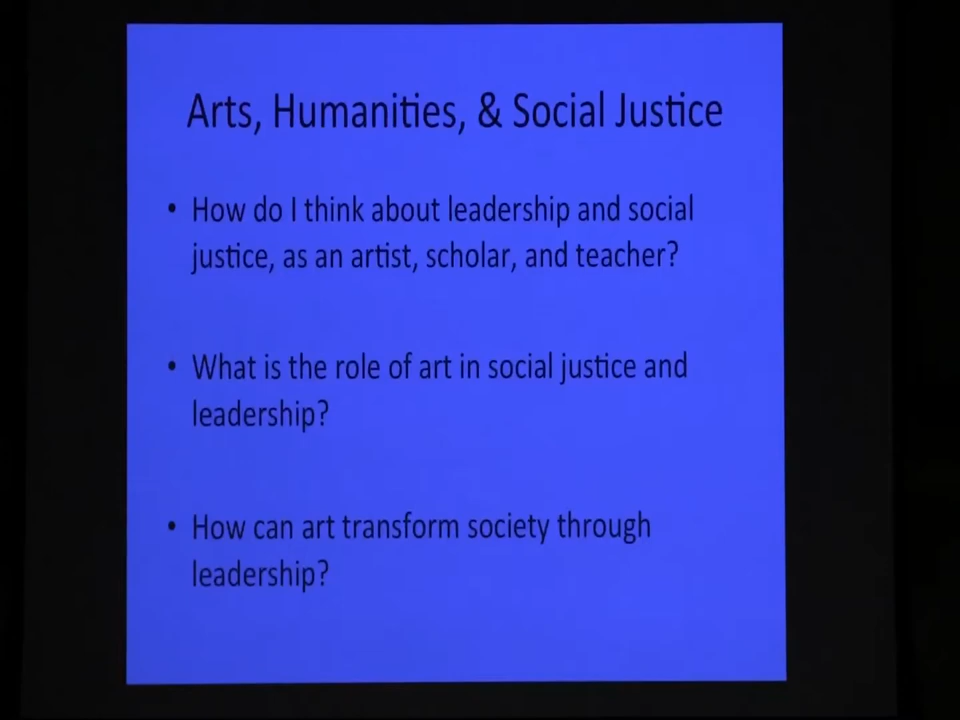 Arts, Humanities, & Social Justice
• How do I think about leadership and social
justice, as an artist, scholar, and teacher?
• What is the role of art in social justice and
leadership?
• How can art transform society through
leadership?